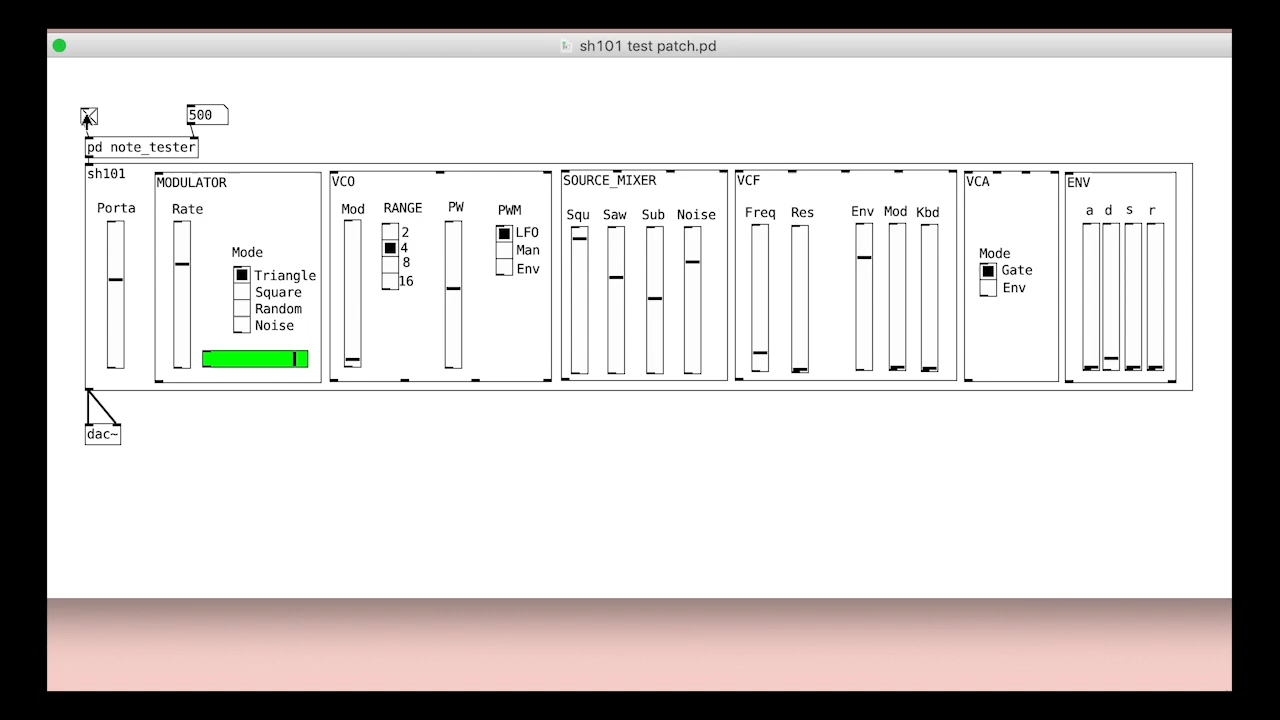 sh101 test patch.pd
500
pd note_tester
sh101
MODULATOR
VCO
SOURCE_MIXER
VCF
VCA
ENV
Porta
Rate
Mod
RANGE
PW
PWM
Squ
Saw
Sub
Noise
Freq
Res
Env
Mod
Kbd
a
d
s
r
2
4
8
16
LFO
Man
Env
Mode
Triangle
Square
Random
Noise
Mode
Gate
Env
dac~